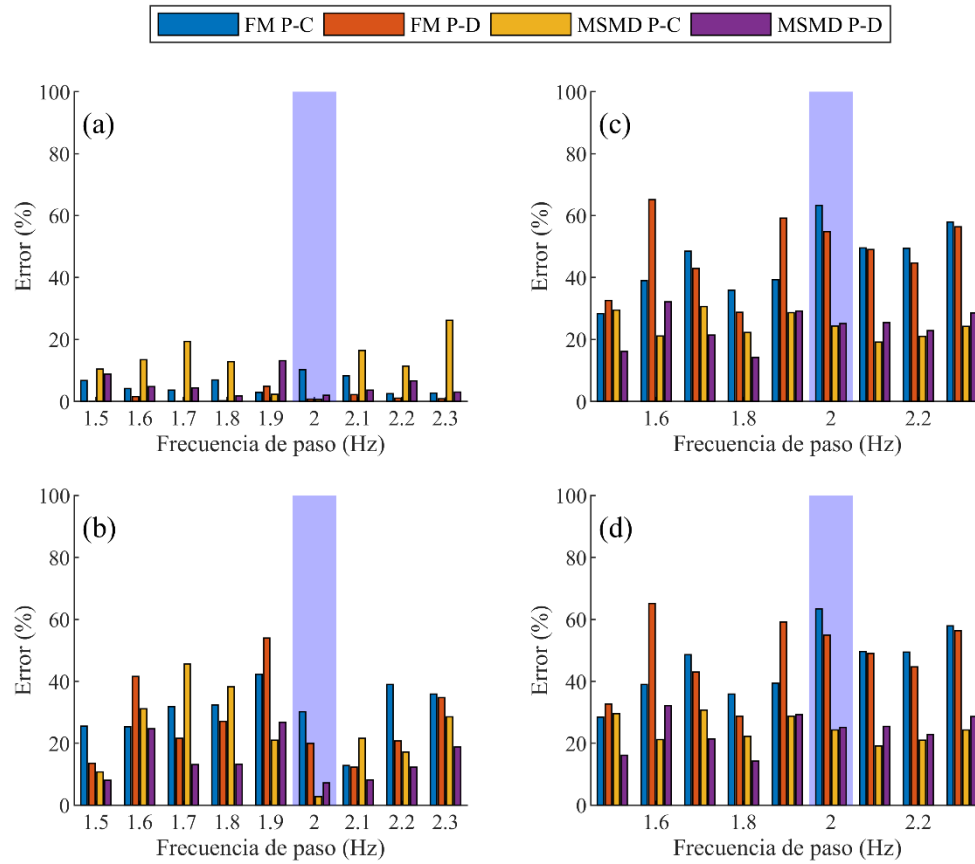 FM P-C FM P-D MSMD P-C MSMD P-D
(a)
100
80
60
40
20
0
Error (%)
1.5 1.6 1.7 1.8 1.9 2 2.1 2.2 2.3
Frecuencia de paso (Hz)
(c)
100
80
60
40
20
0
Error (%)
1.6 1.8 2 2.2
Frecuencia de paso (Hz)
(b)
100
80
60
40
20
0
Error (%)
1.5 1.6 1.7 1.8 1.9 2 2.1 2.2 2.3
Frecuencia de paso (Hz)
(d)
100
80
60
40
20
0
Error (%)
1.6 1.8 2 2.2
Frecuencia de paso (Hz)